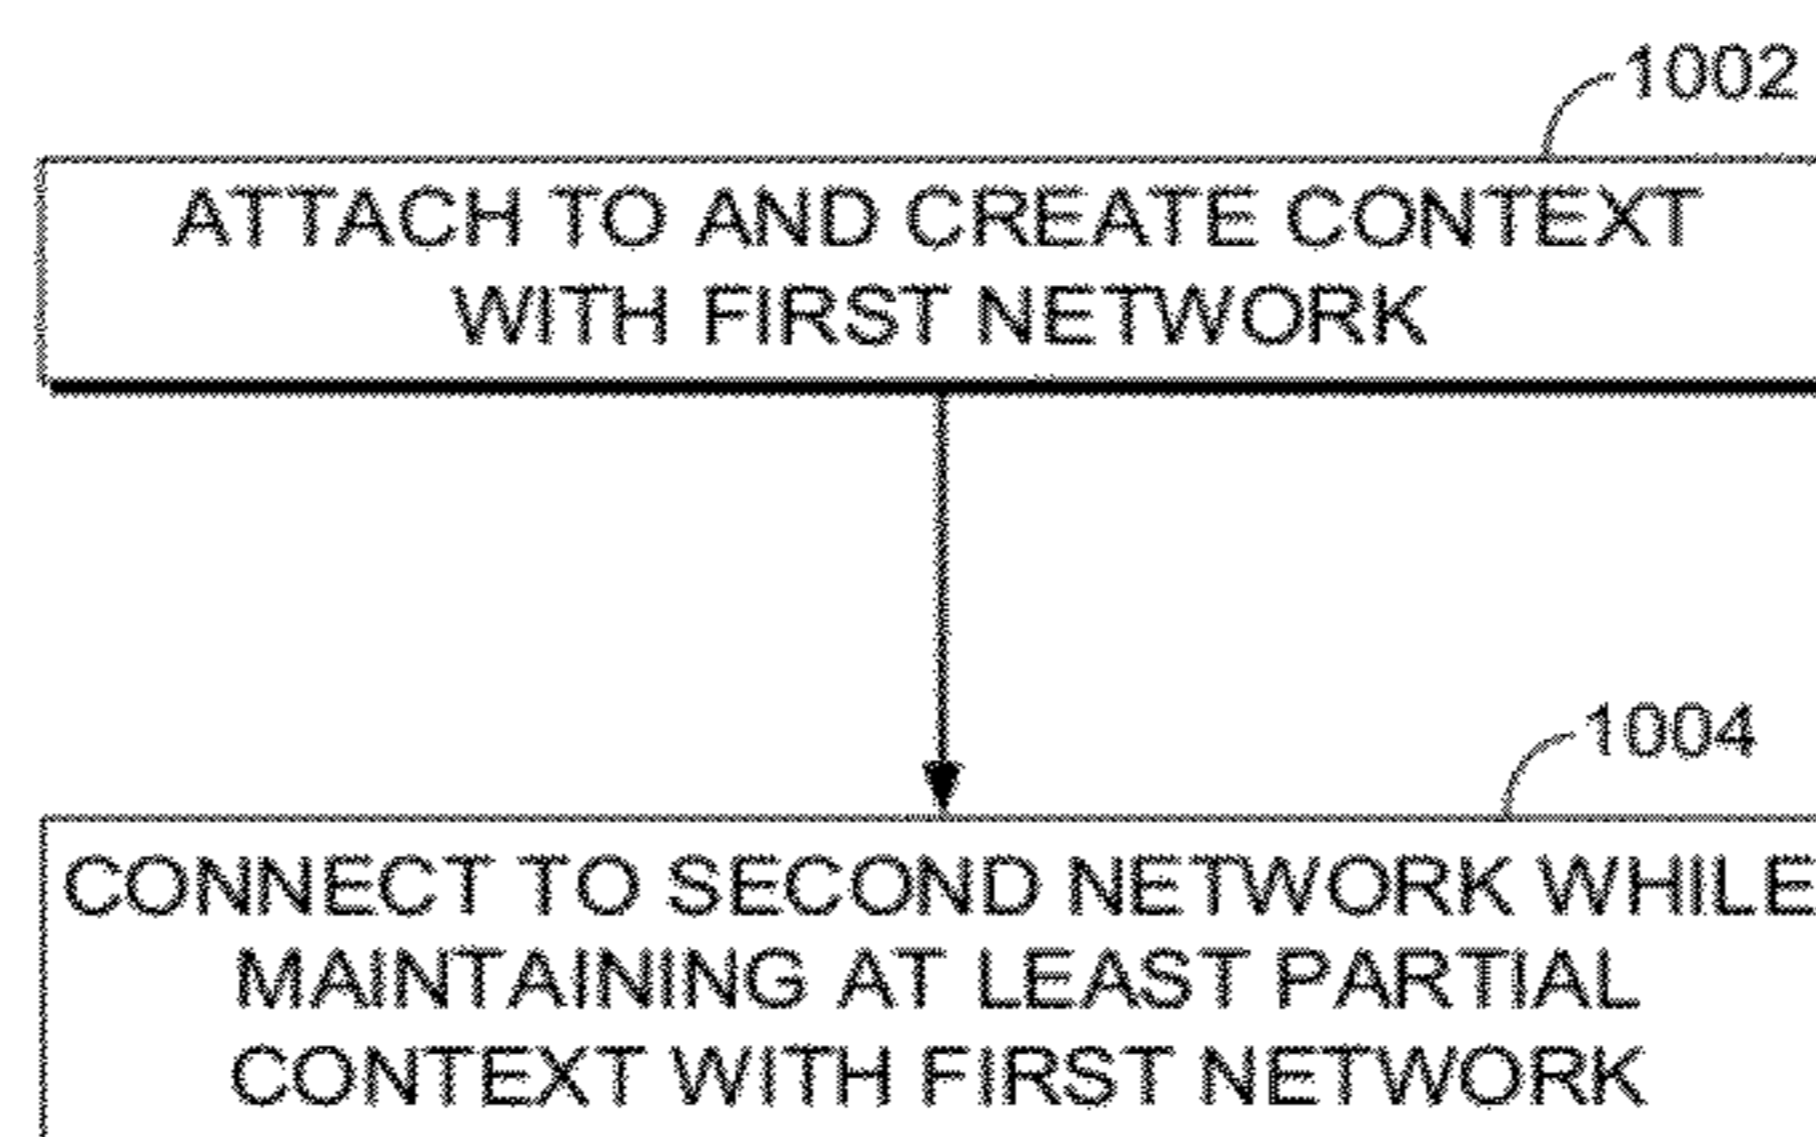 1002
ATTACH TO AND CREATE CONTEXT
WITH FIRST NETWORK
1004
CONNECT TO SECOND NETWORK WHILE
MAINTAINING AT LEAST PARTIAL
CONTEXT WITH FIRST NETWORK